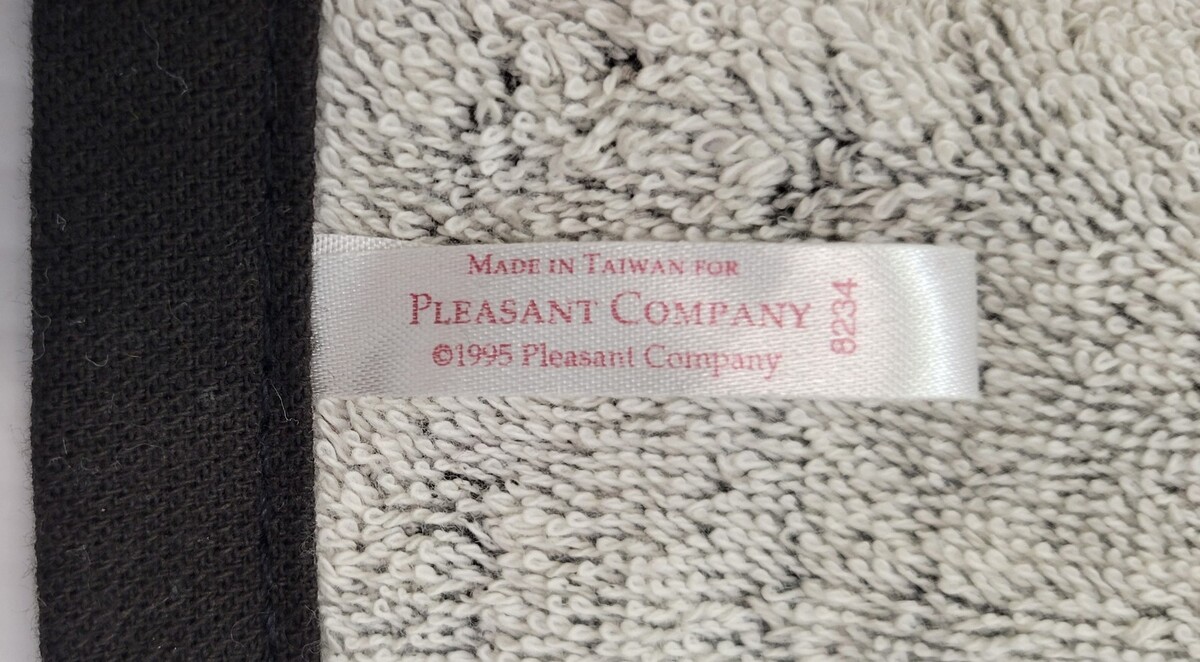 MADE IN TAIWAN FOR
PLEASANT COMPANY
©1995 Pleasant Company
8234